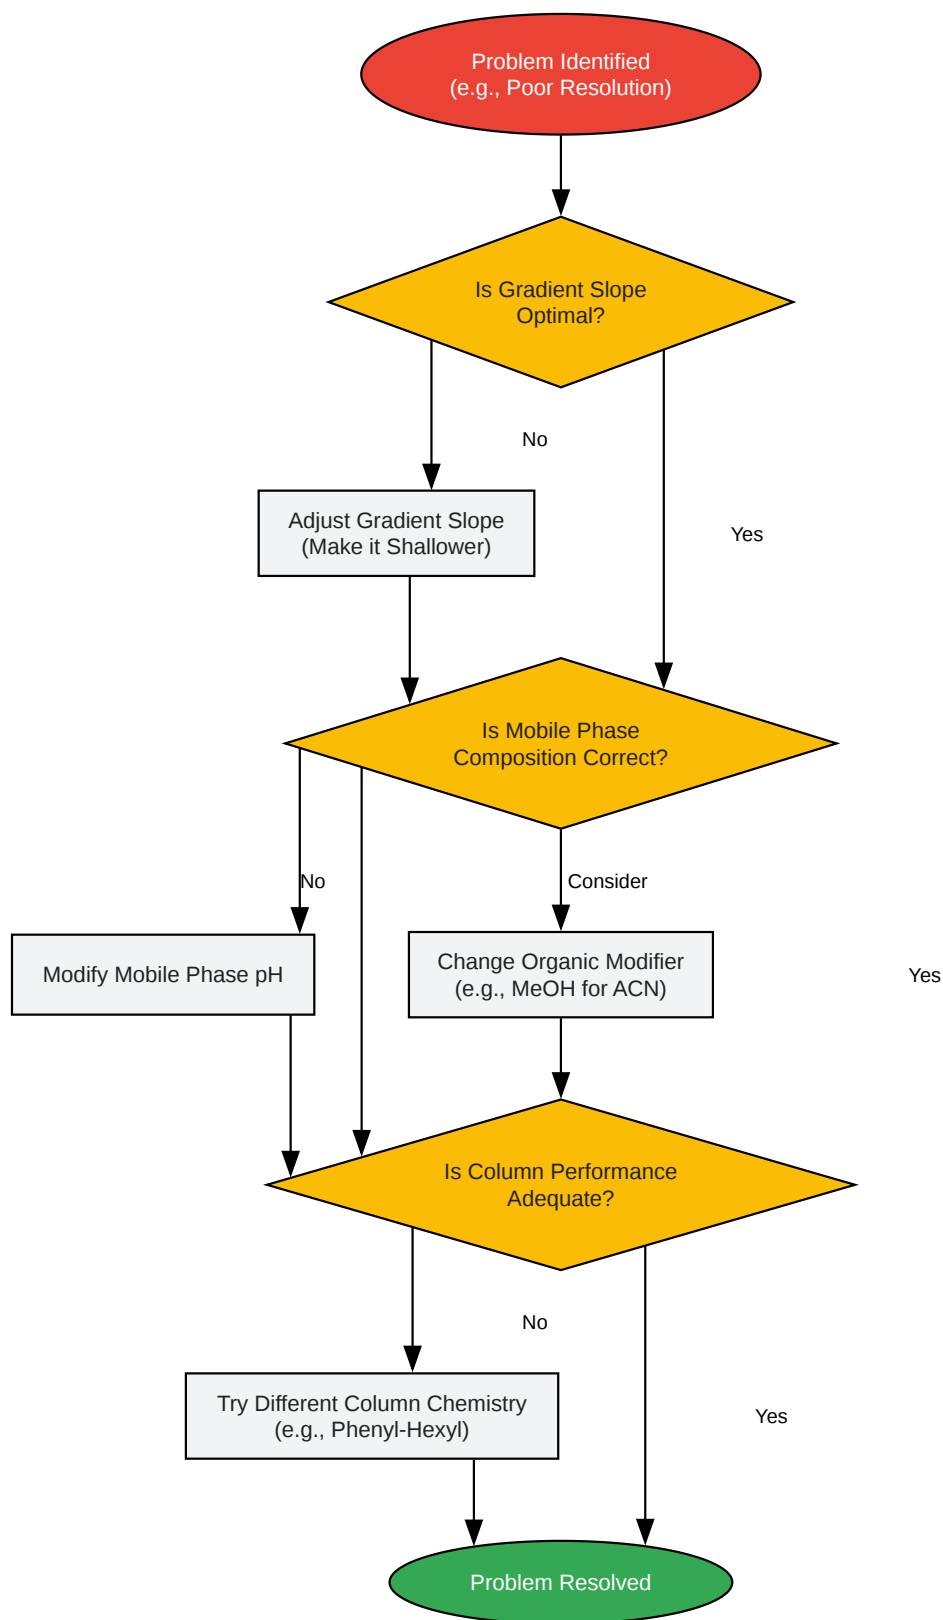 Problem Identified
(e.g., Poor Resolution)
Is Gradient Slope
Optimal?
No
Adjust Gradient Slope
(Make it Shallower)
Yes
Is Mobile Phase
Composition Correct?
No
Consider
Modify Mobile Phase pH
Change Organic Modifier
(e.g., MeOH for ACN)
Yes
Is Column Performance
Adequate?
No
Try Different Column Chemistry
(e.g., Phenyl-Hexyl)
Yes
Problem Resolved